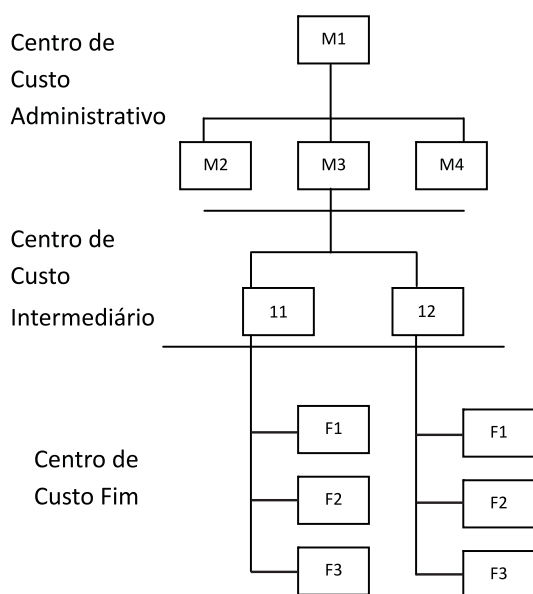 Centro de
Custo
Administrativo
M1
M2
M3
M4
Centro de
Custo
Intermediário
11
12
Centro de
Custo Fim
F1
F2
F3
F1
F2
F3